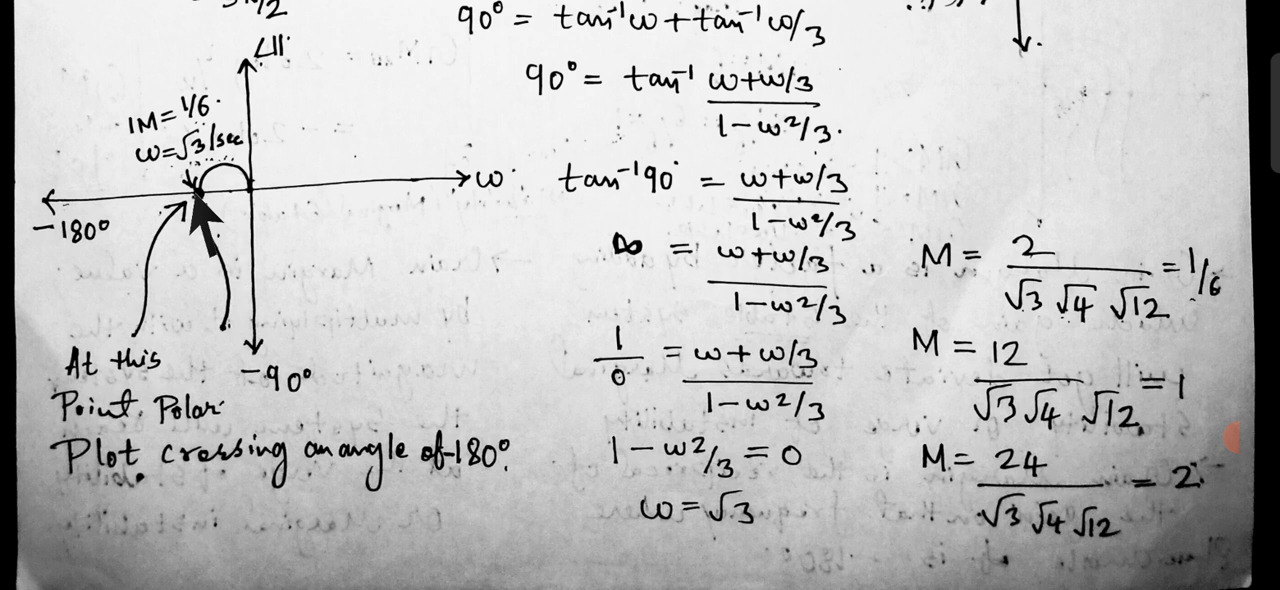 90° = tan⁻¹ω + tan⁻¹ω/3
∠M
90° = tan⁻¹ (ω+ω/3)/(1-ω²/3).
|M = 1/6.
ω=√3/sec
ω.
-180°
tan⁻¹90° = (ω+ω/3)/(1-ω²/3)
∞ = (ω+ω/3)/(1-ω²/3)
1/0 = (ω+ω/3)/(1-ω²/3)
1-ω²/3 = 0
ω=√3
M = 2/(√3 √4 √12) = 1/6
M = 12/(√3 √4 √12) = 1
M = 24/(√3 √4 √12) = 2.
-90°
At this
Point. Polar
Plot crossing an angle of -180°.